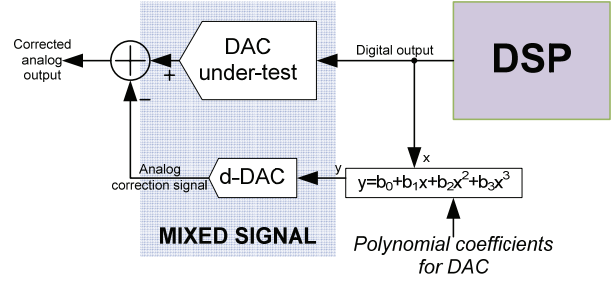 Corrected
analog
output
+
−
DAC
under-test
Digital output
DSP
x
y
y=b₀+b₁x+b₂x²+b₃x³
d-DAC
Analog
correction signal
MIXED SIGNAL
Polynomial coefficients
for DAC